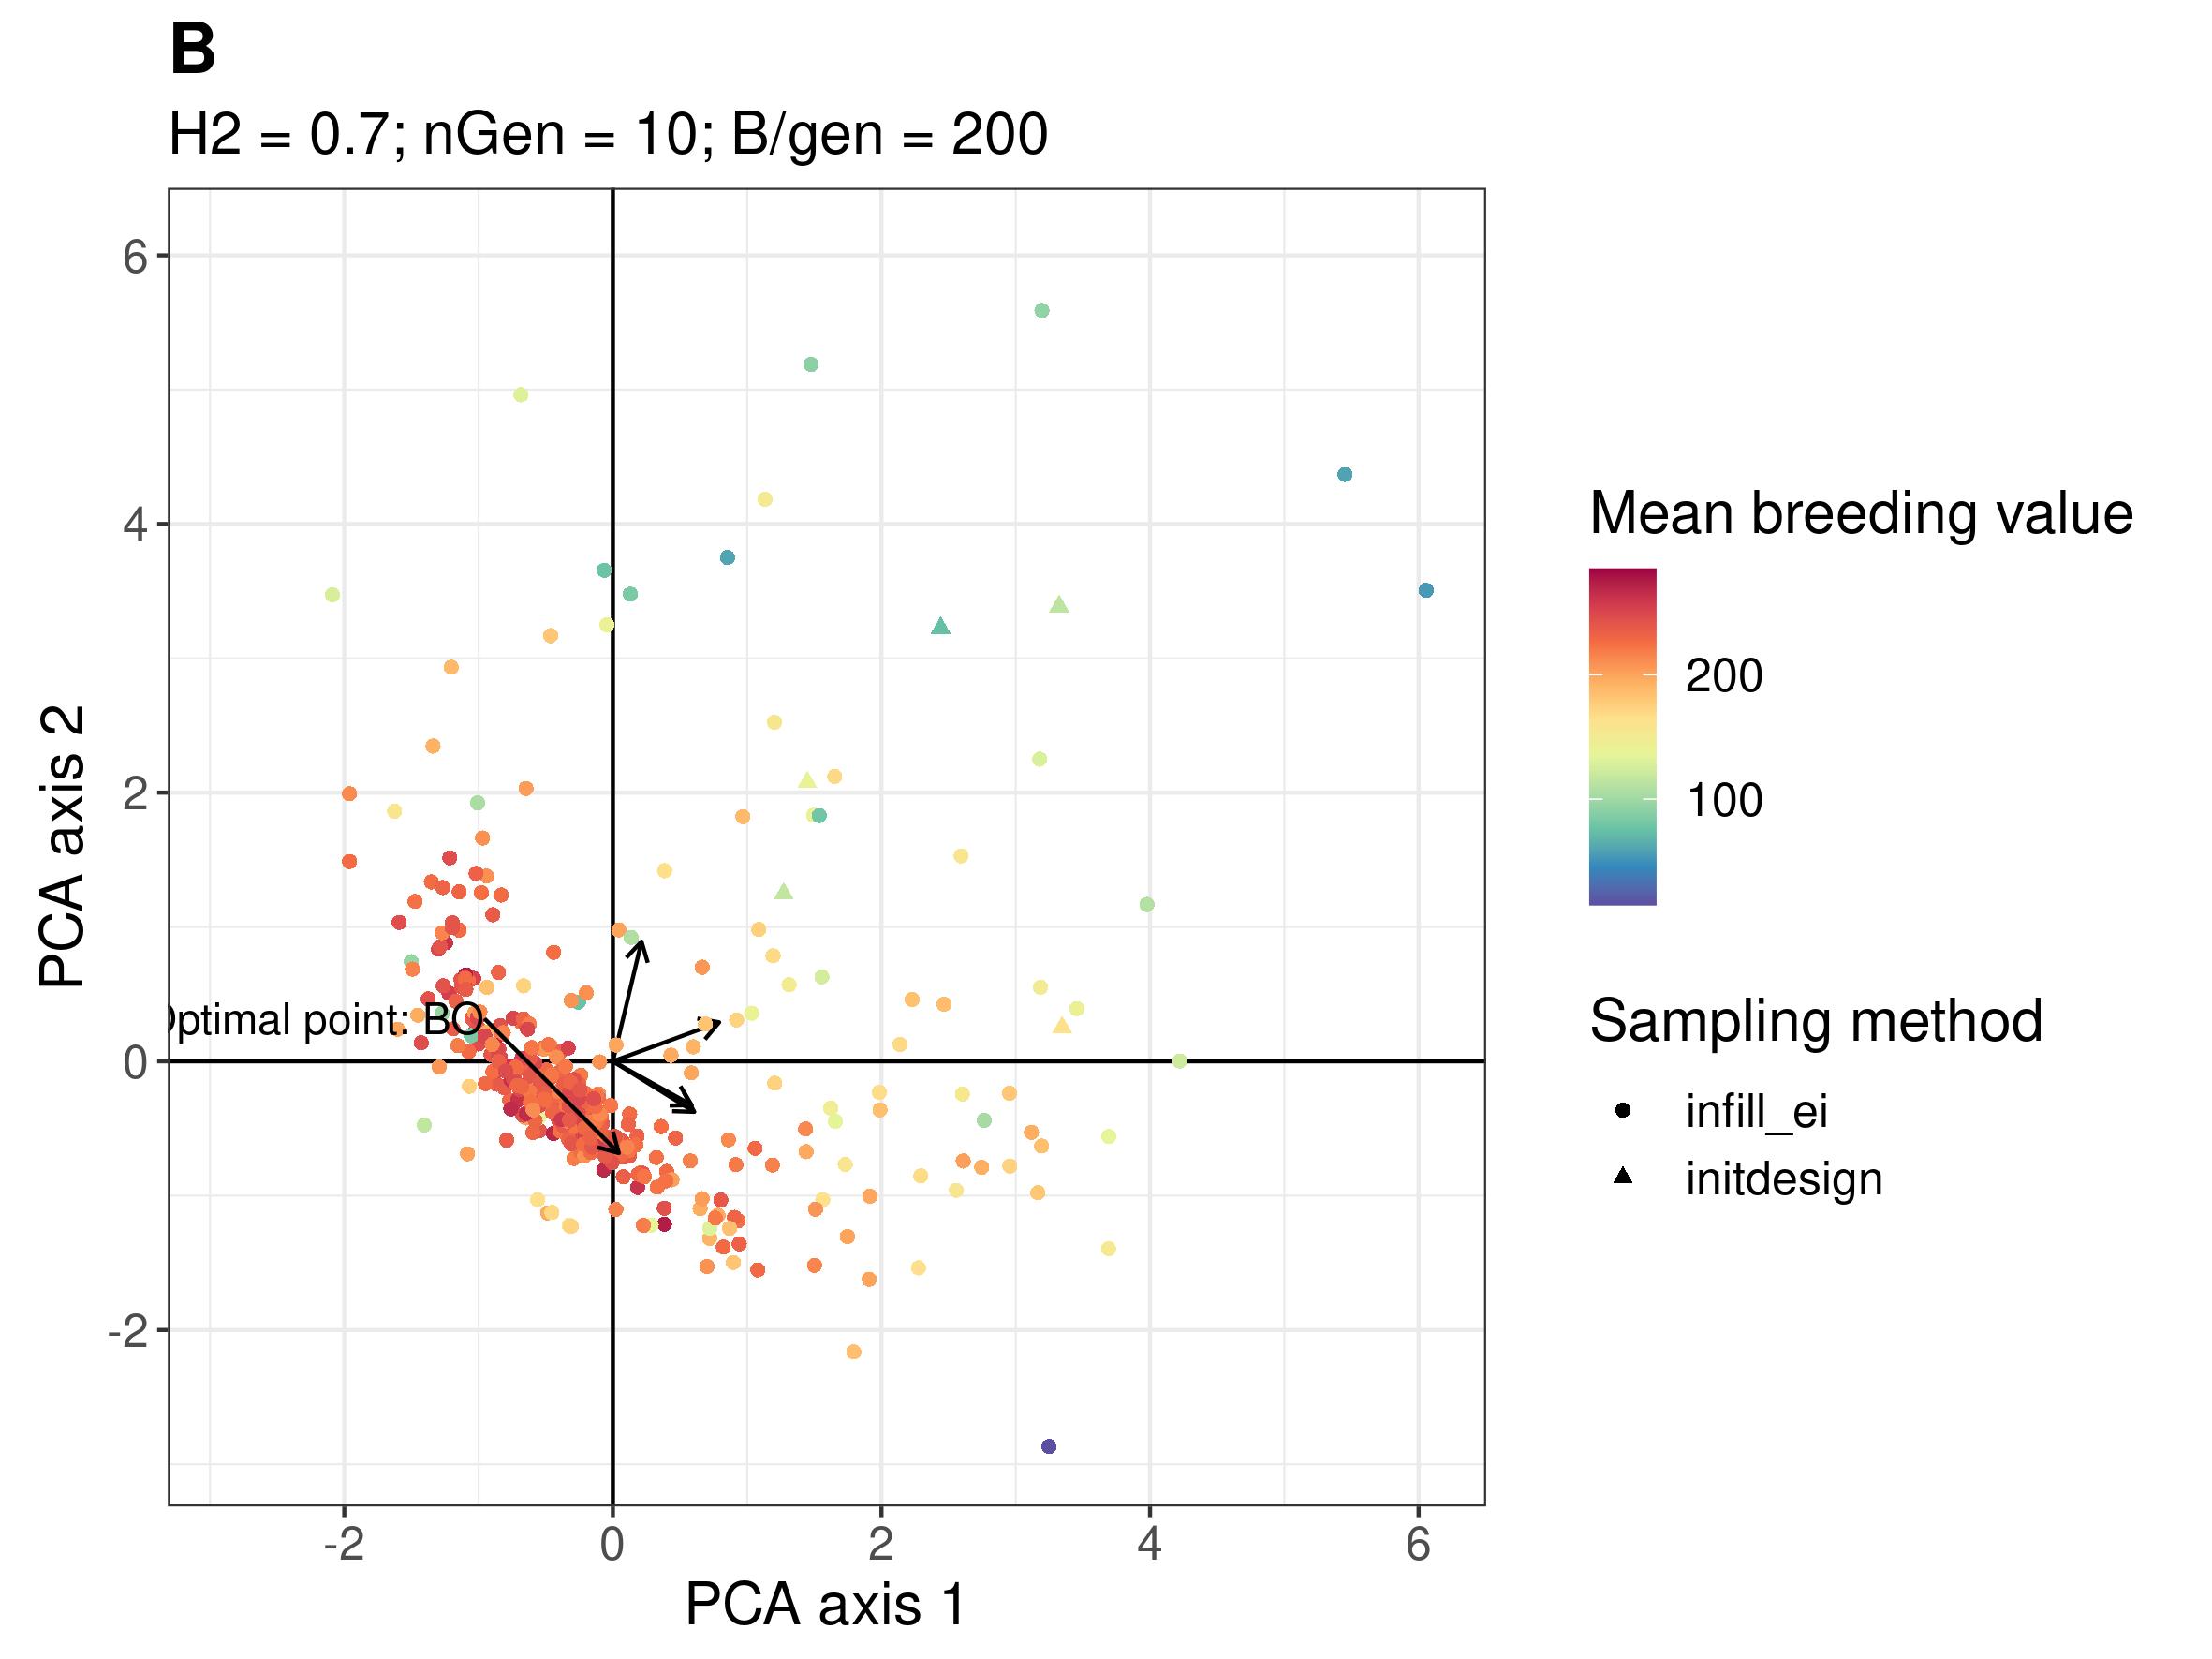 B
H2 = 0.7; nGen = 10; B/gen = 200
PCA axis 2
6
4
2
0
-2
Optimal point: BO
-2
0
2
4
6
PCA axis 1
Mean breeding value
200
100
Sampling method
infill_ei
initdesign